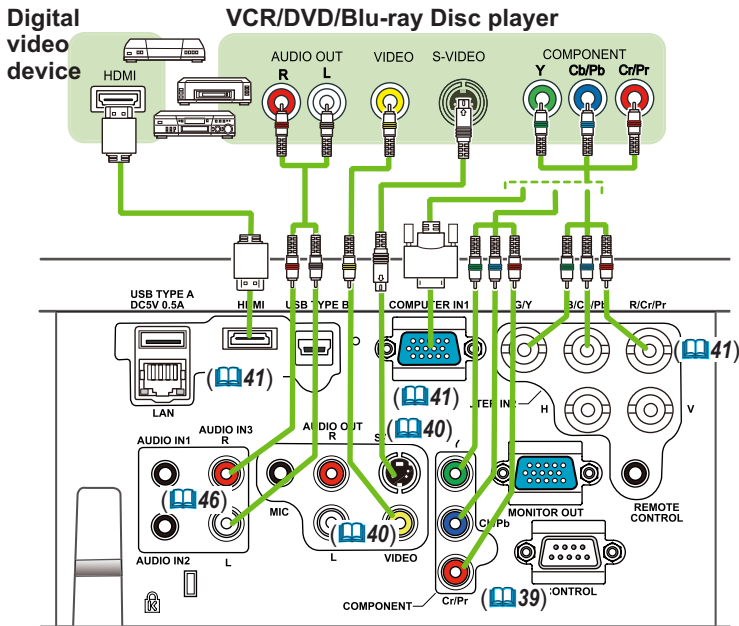 Digital
video
device
VCR/DVD/Blu-ray Disc player
HDMI
AUDIO OUT
R L
VIDEO
S-VIDEO
COMPONENT
Y Cb/Pb Cr/Pr
USB TYPE A
DC5V 0.5A
HDMI
USB TYPE B
COMPUTER IN1
G/Y
B/Cb/Pb
R/Cr/Pr
(41)
(41)
(41)
LAN
(40)
H
V
AUDIO IN1
AUDIO IN3
R
AUDIO OUT
R
Y
(46)
MIC
MONITOR OUT
REMOTE
CONTROL
(40)
Cb/Pb
AUDIO IN2
L
L
VIDEO
COMPONENT
Cr/Pr
(39)
K